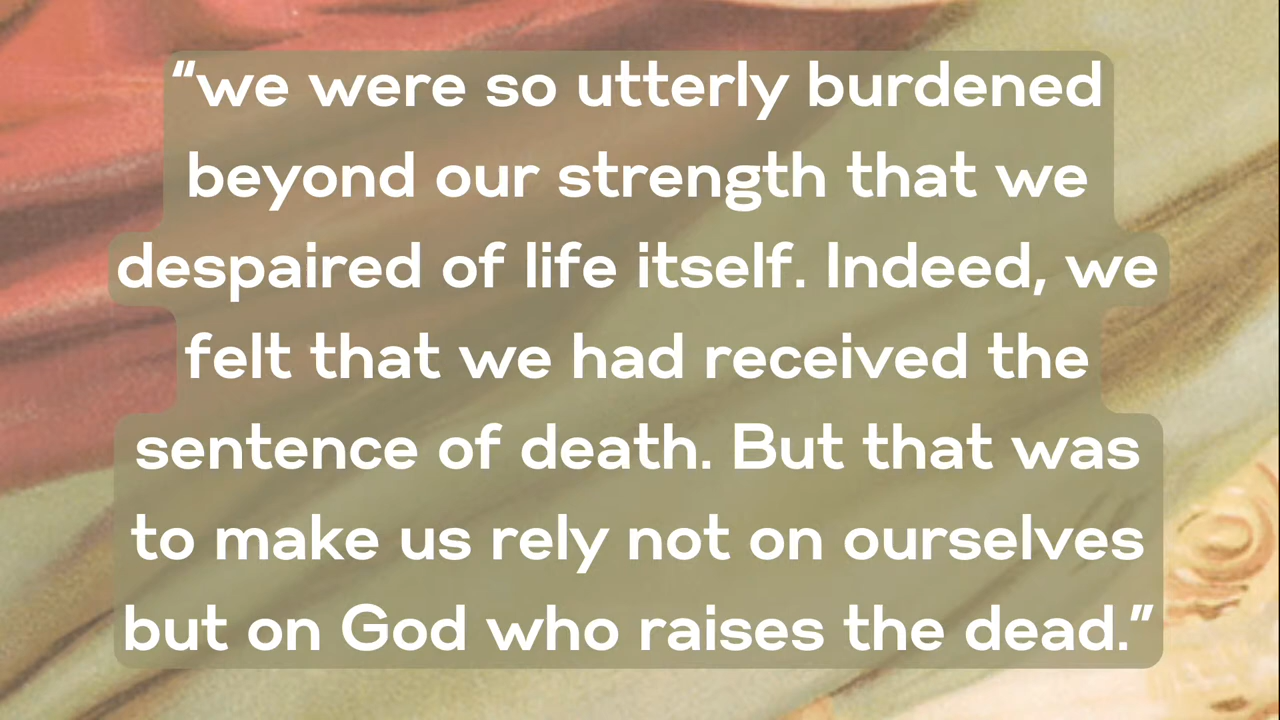 “we were so utterly burdened
beyond our strength that we
despaired of life itself. Indeed, we
felt that we had received the
sentence of death. But that was
to make us rely not on ourselves
but on God who raises the dead.”